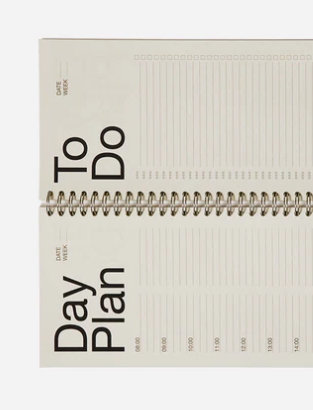 To
Do
DATE
WEEK
Day
Plan
DATE
WEEK
08:00
09:00
10:00
11:00
12:00
13:00
14:00